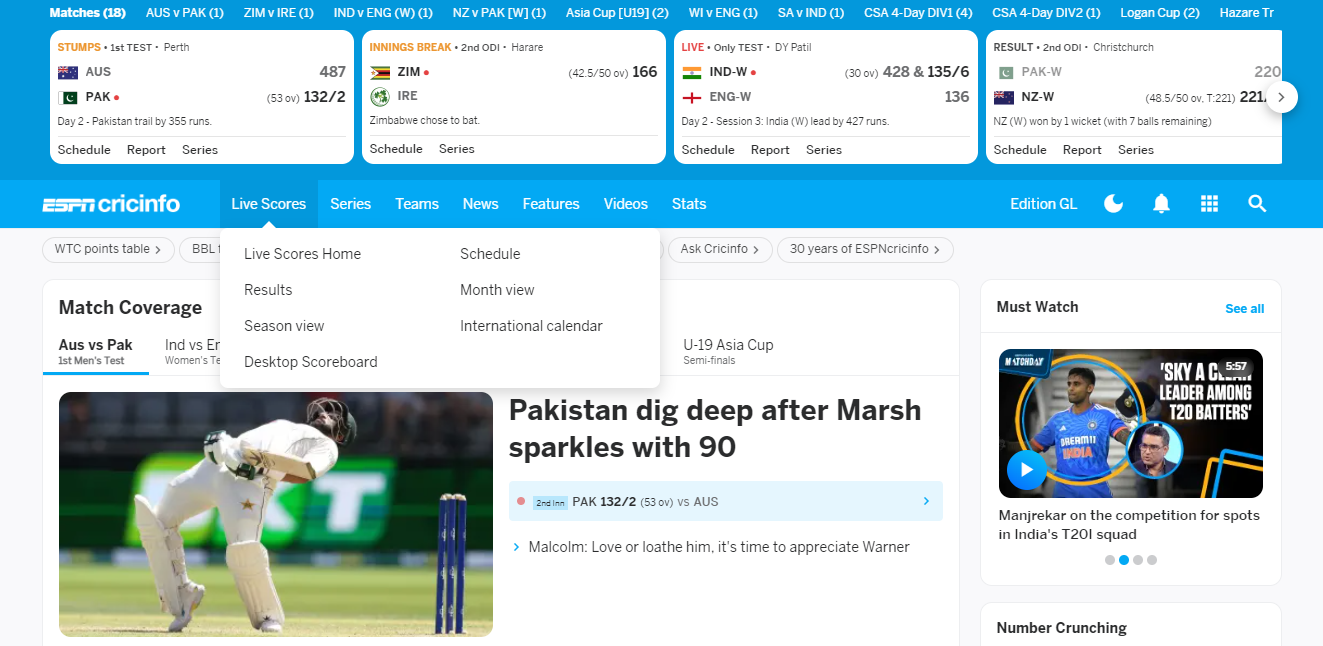 Matches (18) AUS v PAK (1) ZIM v IRE (1) IND v ENG (W) (1) NZ v PAK [W] (1) Asia Cup [U19] (2) WI v ENG (1) SA v IND (1) CSA 4-Day DIV1 (4) CSA 4-Day DIV2 (1) Logan Cup (2) Hazare Tr
STUMPS • 1st TEST • Perth
AUS 487
PAK • (53 ov) 132/2
Day 2 - Pakistan trail by 355 runs.
Schedule Report Series
INNINGS BREAK • 2nd ODI • Harare
ZIM • (42.5/50 ov) 166
IRE
Zimbabwe chose to bat.
Schedule Series
LIVE • Only TEST • DY Patil
IND-W • (30 ov) 428 & 135/6
ENG-W 136
Day 2 - Session 3: India (W) lead by 427 runs.
Schedule Report Series
RESULT • 2nd ODI • Christchurch
PAK-W 220
NZ-W (48.5/50 ov, T:221) 221/
NZ (W) won by 1 wicket (with 7 balls remaining)
Schedule Report Series
ESPN cricinfo Live Scores Series Teams News Features Videos Stats Edition GL
WTC points table BBL Ask Cricinfo 30 years of ESPNcricinfo
Live Scores Home Schedule
Results Month view
Season view International calendar
Desktop Scoreboard
Match Coverage
Aus vs Pak Ind vs En U-19 Asia Cup
1st Men's Test Women's Te Semi-finals
Pakistan dig deep after Marsh
sparkles with 90
2nd Inn PAK 132/2 (53 ov) vs AUS
Malcolm: Love or loathe him, it's time to appreciate Warner
Must Watch See all
MATCHDAY
5:57
'SKY A CLEAR
LEADER AMONG
T20 BATTERS'
DREAM11
INDIA
Manjrekar on the competition for spots
in India's T20I squad
Number Crunching